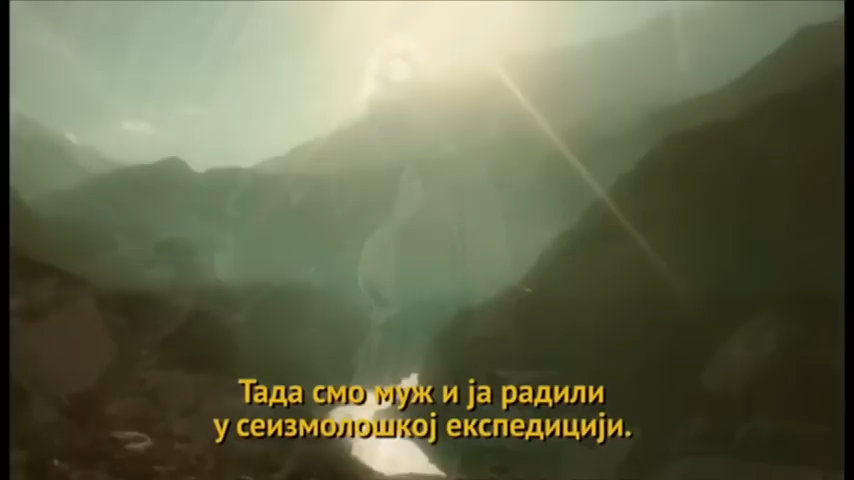 Тада смо муж и ја радили
у сеизмолошкој експедицији.